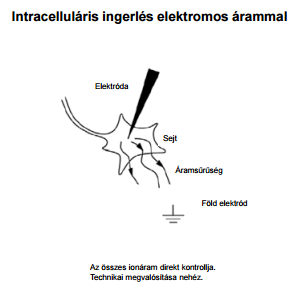 Intracelluláris ingerlés elektromos árammal
Elektróda
Sejt
Áramsűrűség
Föld elektród
Az összes ionáram direkt kontrollja.
Technikai megvalósítása nehéz.